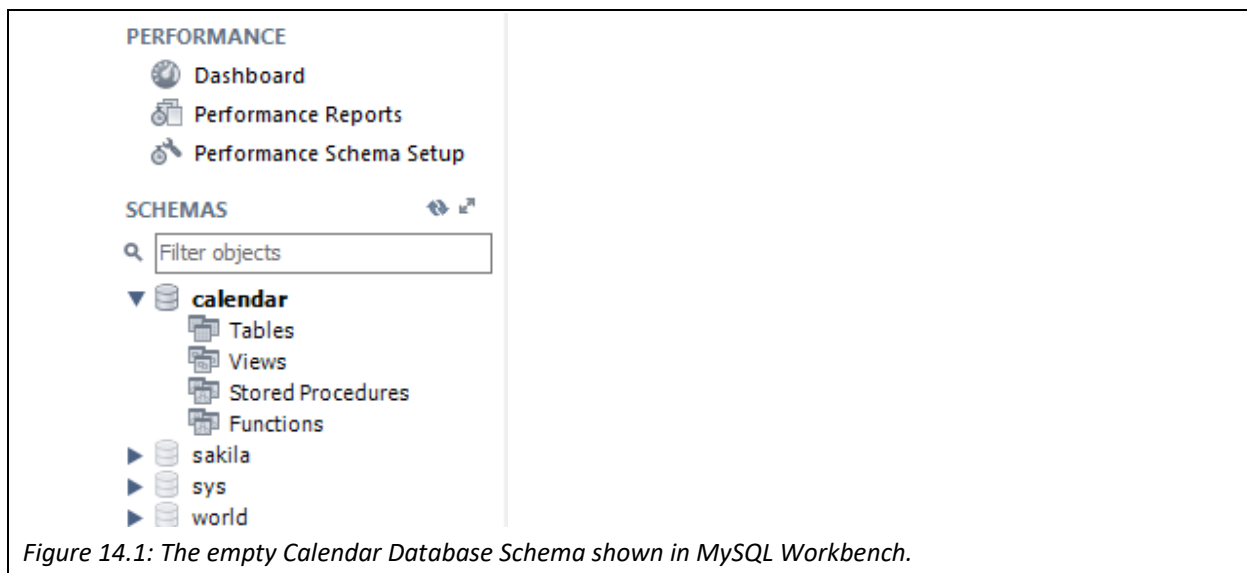 PERFORMANCE
Dashboard
Performance Reports
Performance Schema Setup
SCHEMAS
Filter objects
calendar
Tables
Views
Stored Procedures
Functions
sakila
sys
world
Figure 14.1: The empty Calendar Database Schema shown in MySQL Workbench.